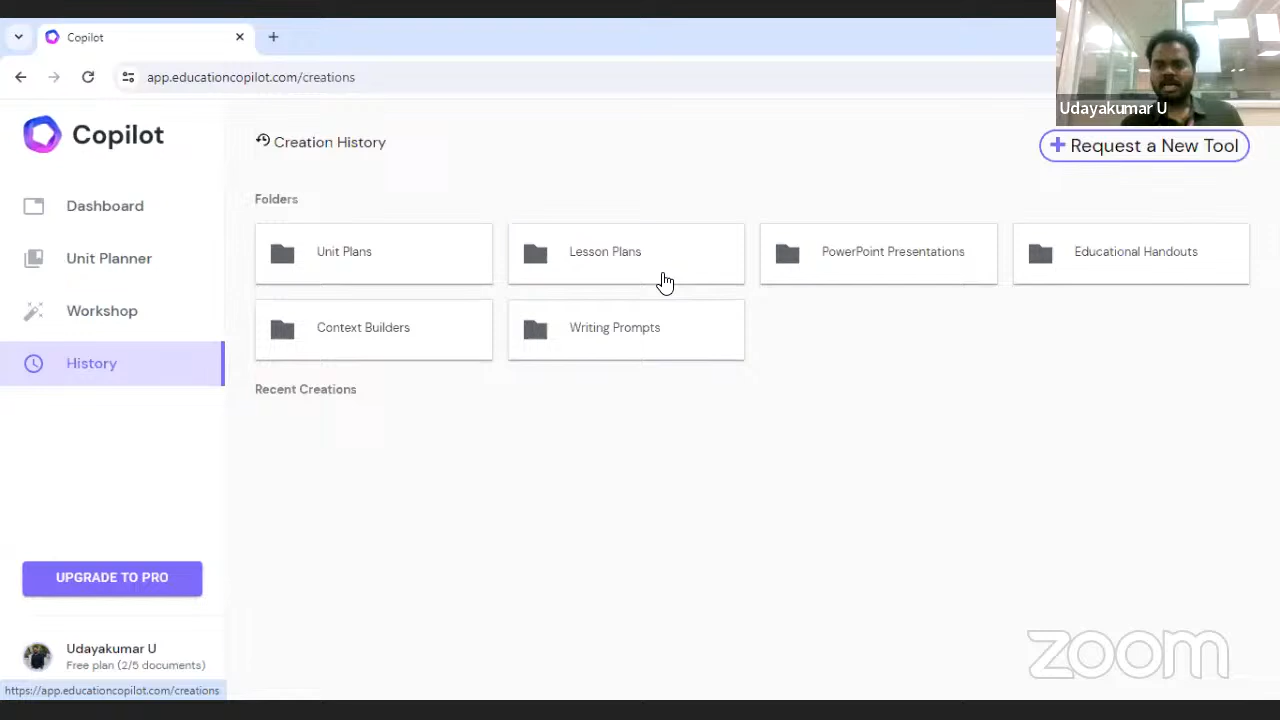 Copilot
app.educationcopilot.com/creations
Udayakumar U
Copilot
Creation History
Request a New Tool
Dashboard
Unit Planner
Workshop
History
Folders
Unit Plans
Lesson Plans
PowerPoint Presentations
Educational Handouts
Context Builders
Writing Prompts
Recent Creations
UPGRADE TO PRO
Udayakumar U
Free plan (2/5 documents)
https://app.educationcopilot.com/creations
zoom